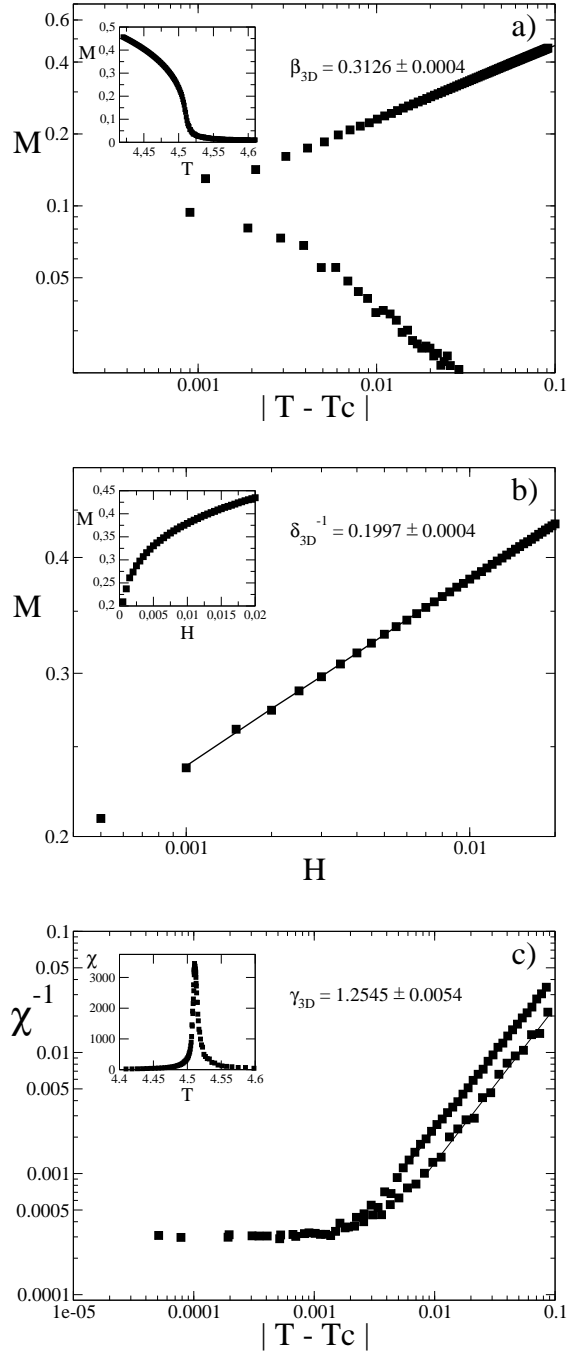 a)
0.6
0.4
0.2
0.1
0.05
M
β3D = 0.3126 ± 0.0004
0,5
0,4
0,3
0,2
0,1
0
M
4,45 4,5 4,55 4,6
T
0.001 0.01 0.1
| T - Tc |
b)
0.4
0.3
0.2
M
δ3D-1 = 0.1997 ± 0.0004
0,45
0,4
0,35
0,3
0,25
0,2
M
0 0,005 0,01 0,015 0,02
H
0.001 0.01
H
c)
0.1
0.05
0.01
0.005
0.001
0.0005
0.0001
χ-1
γ3D = 1.2545 ± 0.0054
χ
3000
2000
1000
0
4.4 4.45 4.5 4.55 4.6
T
1e-05 0.0001 0.001 0.01 0.1
| T - Tc |